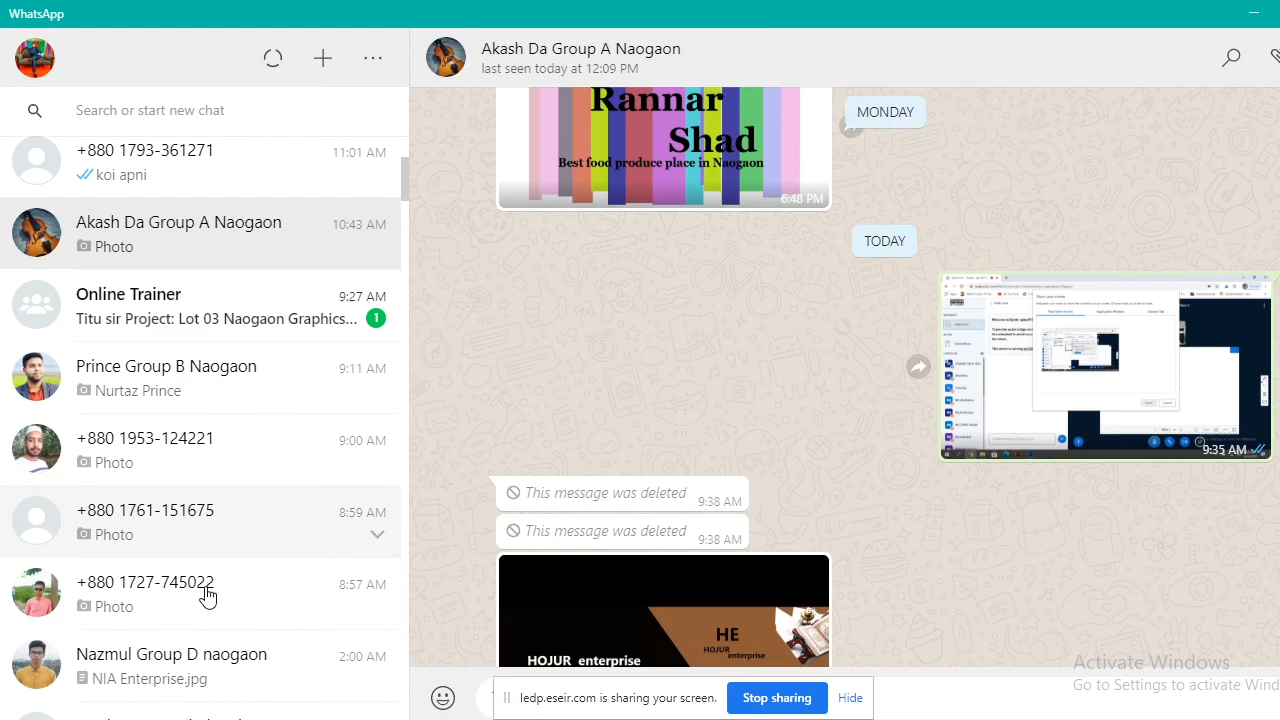 WhatsApp
Akash Da Group A Naogaon
last seen today at 12:09 PM
Search or start new chat
+880 1793-361271
11:01 AM
koi apni
Akash Da Group A Naogaon
10:43 AM
Photo
Online Trainer
9:27 AM
Titu sir Project: Lot 03 Naogaon Graphics
1
Prince Group B Naogaon
9:11 AM
Numaz Prince
+880 1953-124221
9:00 AM
Photo
+880 1761-151675
8:59 AM
Photo
+880 1727-745022
8:57 AM
Photo
Nazrul Group D naogaon
2:00 AM
NIA Enterprise.jpg
MONDAY
Rannar
Shad
Best food produce place in Naogaon
6:48 PM
TODAY
Share your screen
9:35 AM
This message was deleted
9:38 AM
This message was deleted
9:38 AM
HE
HOJUR
enterprise
HOJUR enterprise
Activate Windows
Go to Settings to activate Wind
ledp.eseir.com is sharing your screen.
Stop sharing
Hide